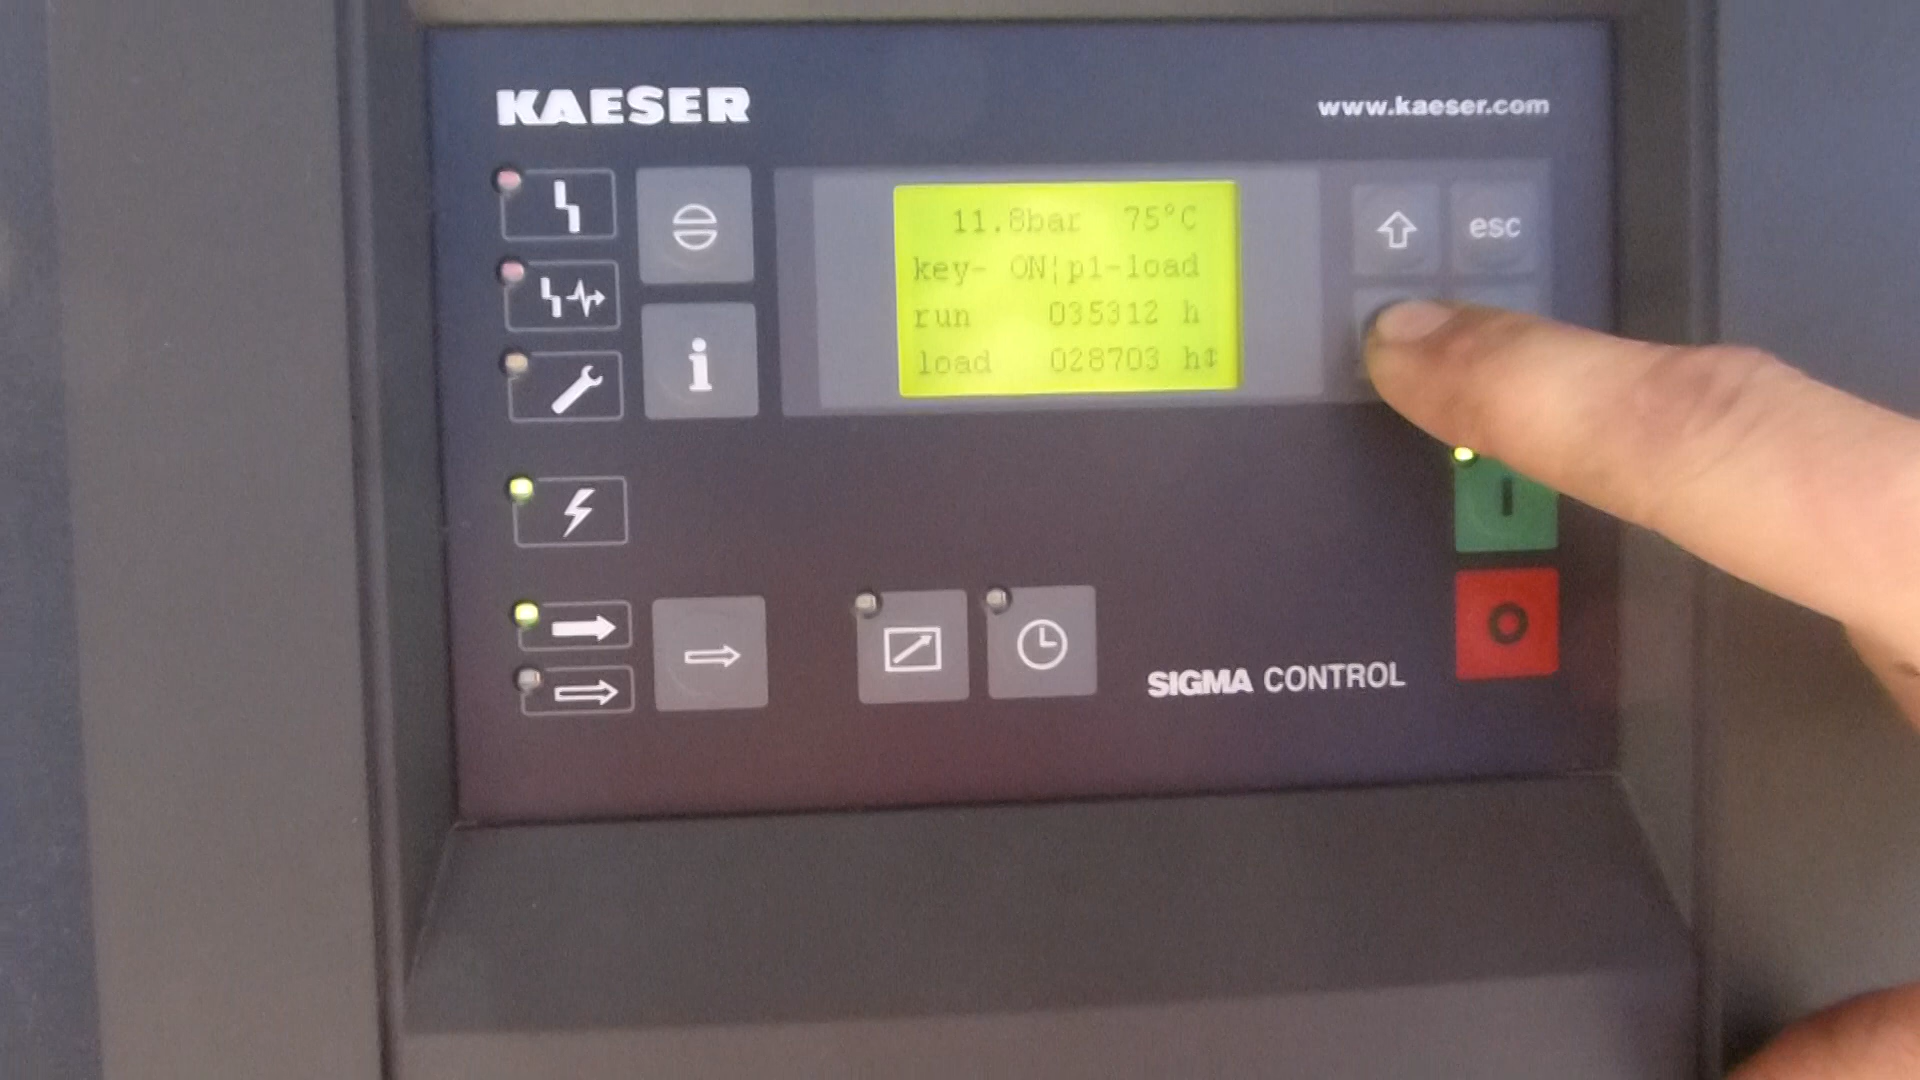 KAESER
www.kaeser.com
11.8bar 75°C
key- ON¦p1-load
run 035312 h
load 028703 h
esc
i
I
O
SIGMA CONTROL